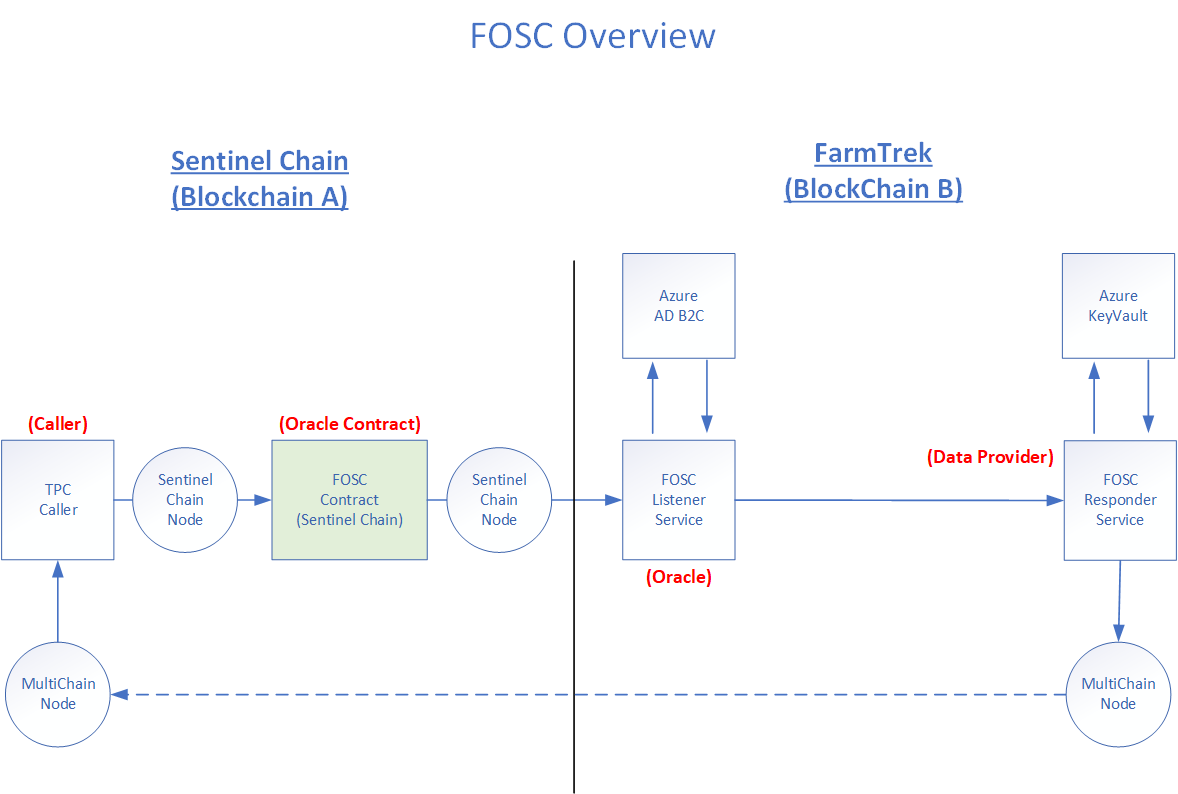 FOSC Overview
Sentinel Chain
(Blockchain A)
FarmTrek
(BlockChain B)
Azure
AD B2C
Azure
KeyVault
(Caller)
(Oracle Contract)
(Data Provider)
TPC
Caller
Sentinel
Chain
Node
FOSC
Contract
(Sentinel Chain)
Sentinel
Chain
Node
FOSC
Listener
Service
FOSC
Responder
Service
(Oracle)
MultiChain
Node
MultiChain
Node